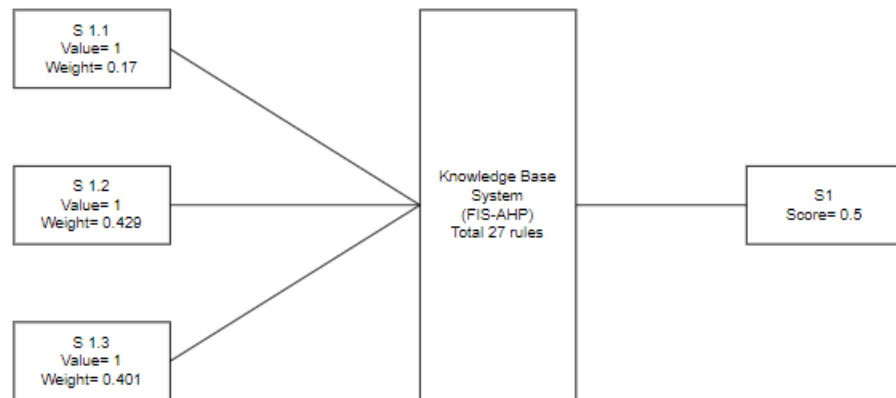 S 1.1
Value= 1
Weight= 0.17
S 1.2
Value= 1
Weight= 0.429
S 1.3
Value= 1
Weight= 0.401
Knowledge Base
System
(FIS-AHP)
Total 27 rules
S1
Score= 0.5